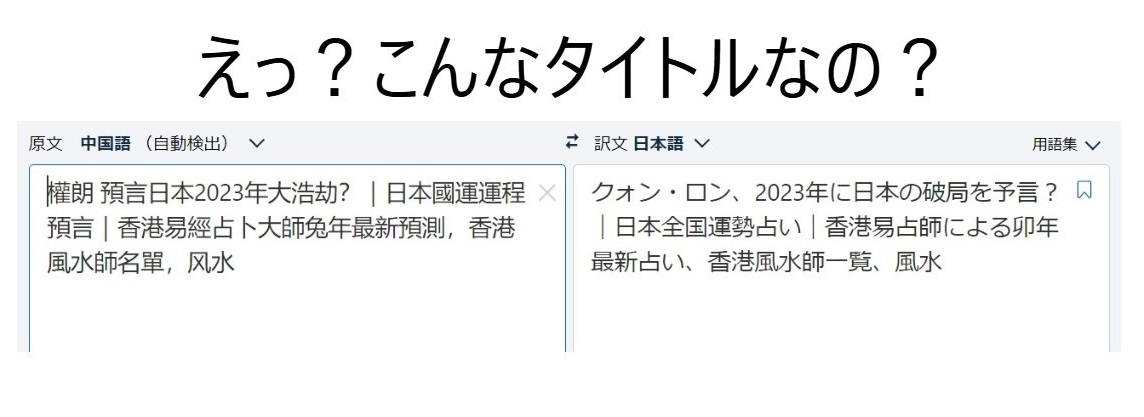 えっ？こんなタイトルなの？
原文 中国語 （自動検出）
訳文 日本語
用語集
權朗 預言日本2023年大浩劫？｜日本國運運程
預言｜香港易經占卜大師兔年最新預測，香港
風水師名單，风水
クォン・ロン、2023年に日本の破局を予言？
｜日本全国運勢占い｜香港易占師による卯年
最新占い、香港風水師一覧、風水